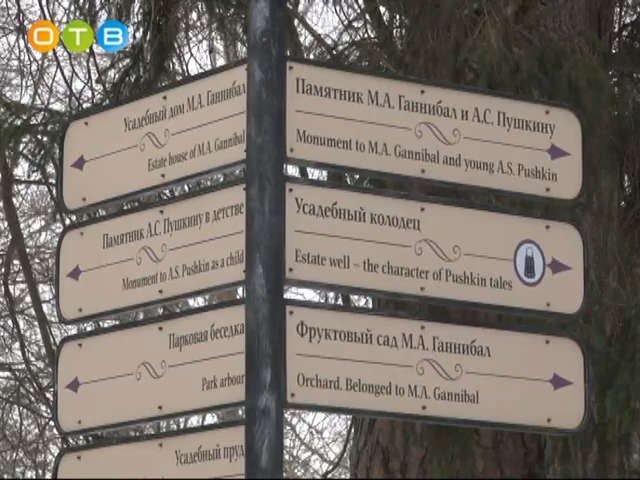 ОТВ
Усадебный дом М.А. Ганнибал
Estate house of M.A. Gannibal
Памятник А.С. Пушкину в детстве
Monument to A.S. Pushkin as a child
Парковая беседка
Park arbour
Усадебный пруд
Памятник М.А. Ганнибал и А.С. Пушкину
Monument to M.A. Gannibal and young A.S. Pushkin
Усадебный колодец
Estate well – the character of Pushkin tales
Фруктовый сад М.А. Ганнибал
Orchard. Belonged to M.A. Gannibal